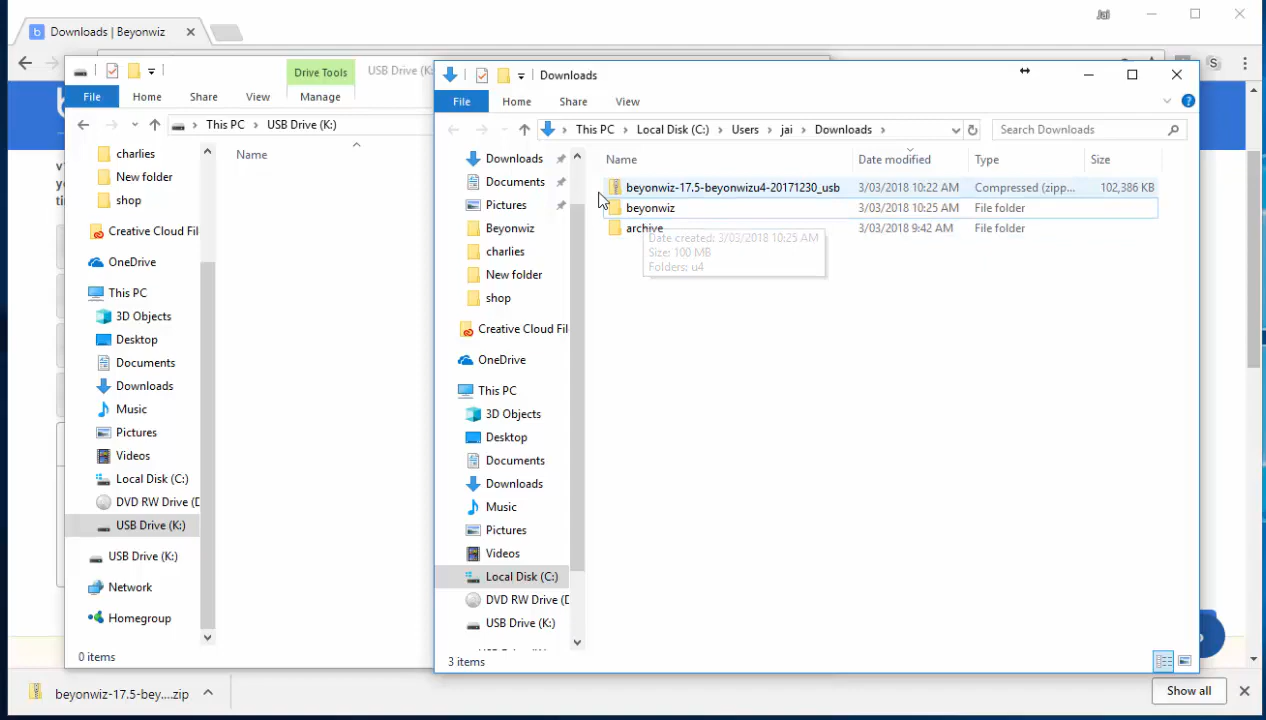 Downloads | Beyonwiz
Jai
S
Drive Tools
USB Drive (K:
File
Home
Share
View
Manage
This PC
USB Drive (K:)
Name
charlies
New folder
shop
Creative Cloud Fil
OneDrive
This PC
3D Objects
Desktop
Documents
Downloads
Music
Pictures
Videos
Local Disk (C:)
DVD RW Drive (D
USB Drive (K:)
USB Drive (K:)
Network
Homegroup
0 items
Downloads
File
Home
Share
View
This PC
Local Disk (C:)
Users
jai
Downloads
Search Downloads
Downloads
Documents
Pictures
Beyonwiz
charlies
New folder
shop
Creative Cloud Fil
OneDrive
This PC
3D Objects
Desktop
Documents
Downloads
Music
Pictures
Videos
Local Disk (C:)
DVD RW Drive (D
USB Drive (K:)
Name Date modified Type Size
beyonwiz-17.5-beyonwizu4-20171230_usb 3/03/2018 10:22 AM Compressed (zipp... 102,386 KB
beyonwiz 3/03/2018 10:25 AM File folder
archive 3/03/2018 9:42 AM File folder
Date created: 3/03/2018 10:25 AM
Size: 100 MB
Folders: u4
3 items
beyonwiz-17.5-bey....zip
Show all